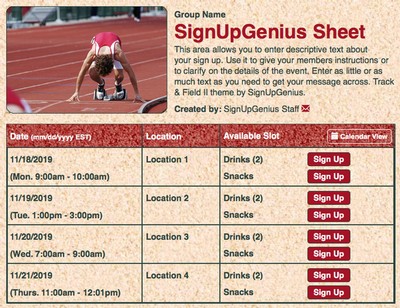 Group Name
SignUpGenius Sheet
This area allows you to enter descriptive text about
your sign up. Use it to give your members instructions or
to clarify on the details of the event, Enter as little or as
much text as you need to get your message across. Track
& Field II theme by SignUpGenius.
Created by: SignUpGenius Staff
Date (mm/dd/yyyy EST) Location Available Slot Calendar View
11/18/2019 Location 1 Drinks (2) Sign Up
(Mon. 9:00am - 10:00am) Snacks Sign Up
11/19/2019 Location 2 Drinks (2) Sign Up
(Tue. 1:00pm - 3:00pm) Snacks Sign Up
11/20/2019 Location 3 Drinks (2) Sign Up
(Wed. 7:00am - 9:00am) Snacks Sign Up
11/21/2019 Location 4 Drinks (2) Sign Up
(Thurs. 11:00am - 12:01pm) Snacks Sign Up